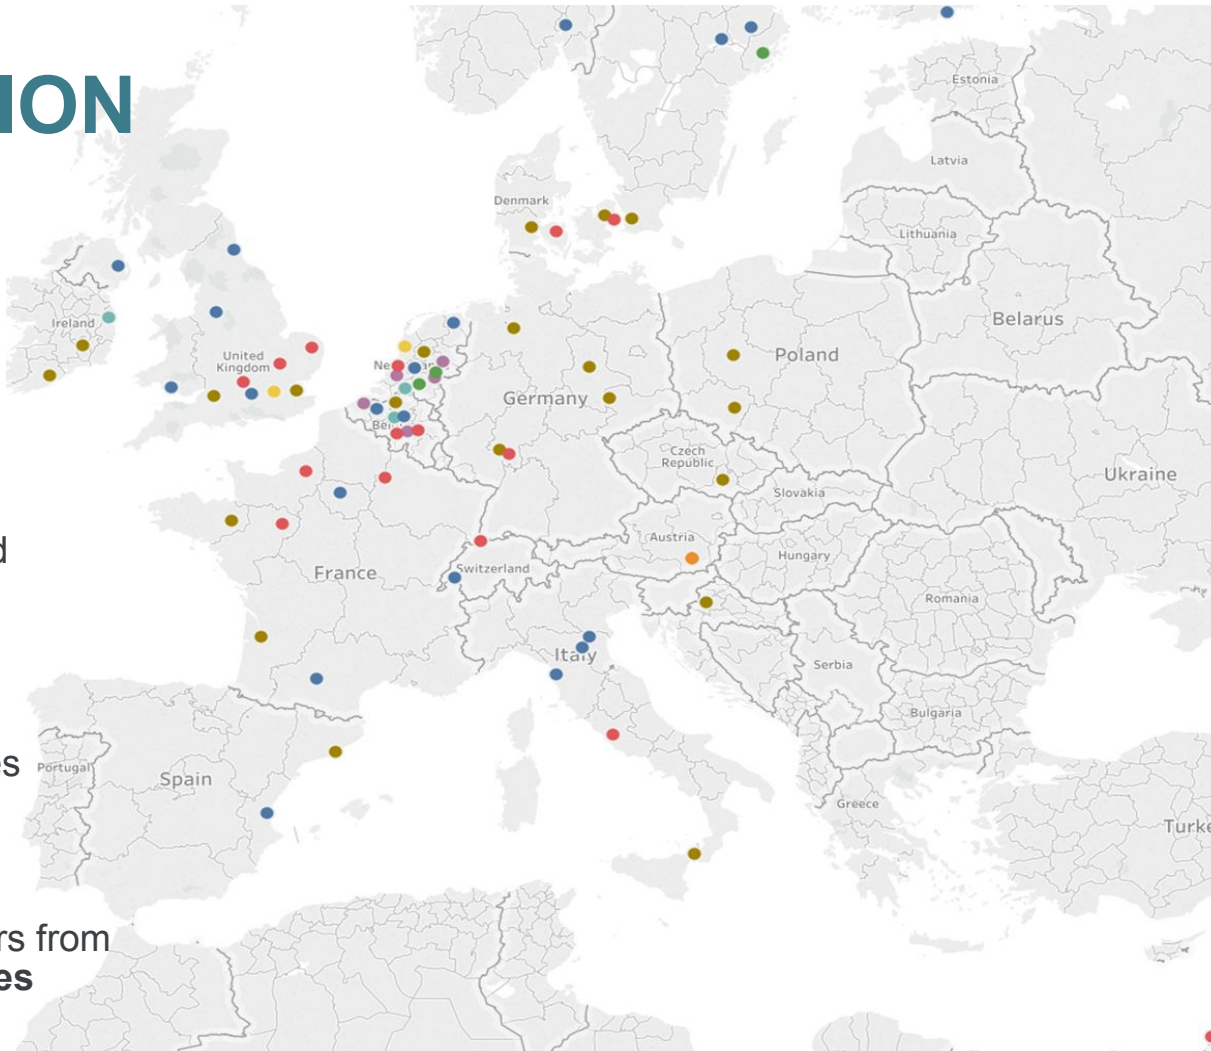 ION
Estonia
Latvia
Denmark
Lithuania
Ireland
Belarus
United
Kingdom
Poland
Germany
Czech
Republic
Ukraine
Slovakia
d
Austria
Hungary
France
Switzerland
Romania
Italy
Serbia
Bulgaria
es
Portugal
Spain
Greece
Turke
rs from
es